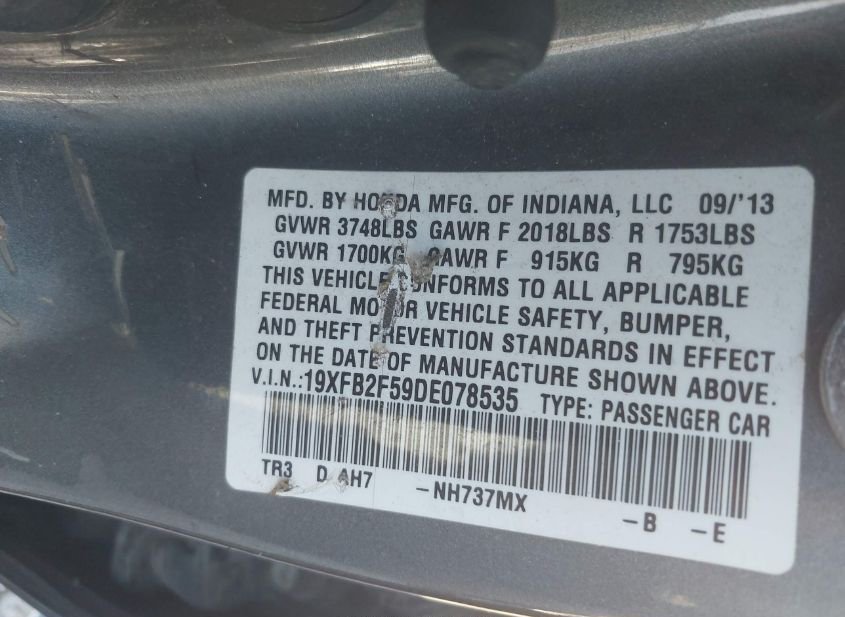 MFD. BY HONDA MFG. OF INDIANA, LLC 09/'13
GVWR 3748LBS GAWR F 2018LBS R 1753LBS
GVWR 1700KG GAWR F 915KG R 795KG
THIS VEHICLE CONFORMS TO ALL APPLICABLE
FEDERAL MOTOR VEHICLE SAFETY, BUMPER,
AND THEFT PREVENTION STANDARDS IN EFFECT
ON THE DATE OF MANUFACTURE SHOWN ABOVE.
V.I.N.:19XFB2F59DE078535 TYPE: PASSENGER CAR
TR3 D AH7 -NH737MX -B -E